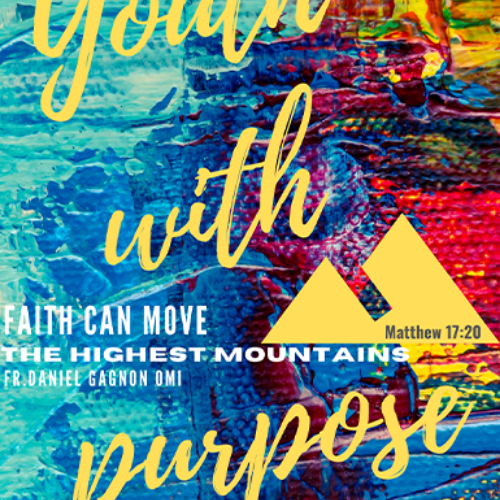 Youth
with
FAITH CAN MOVE
Matthew 17:20
THE HIGHEST MOUNTAINS
FR.DANIEL GAGNON OMI
purpose